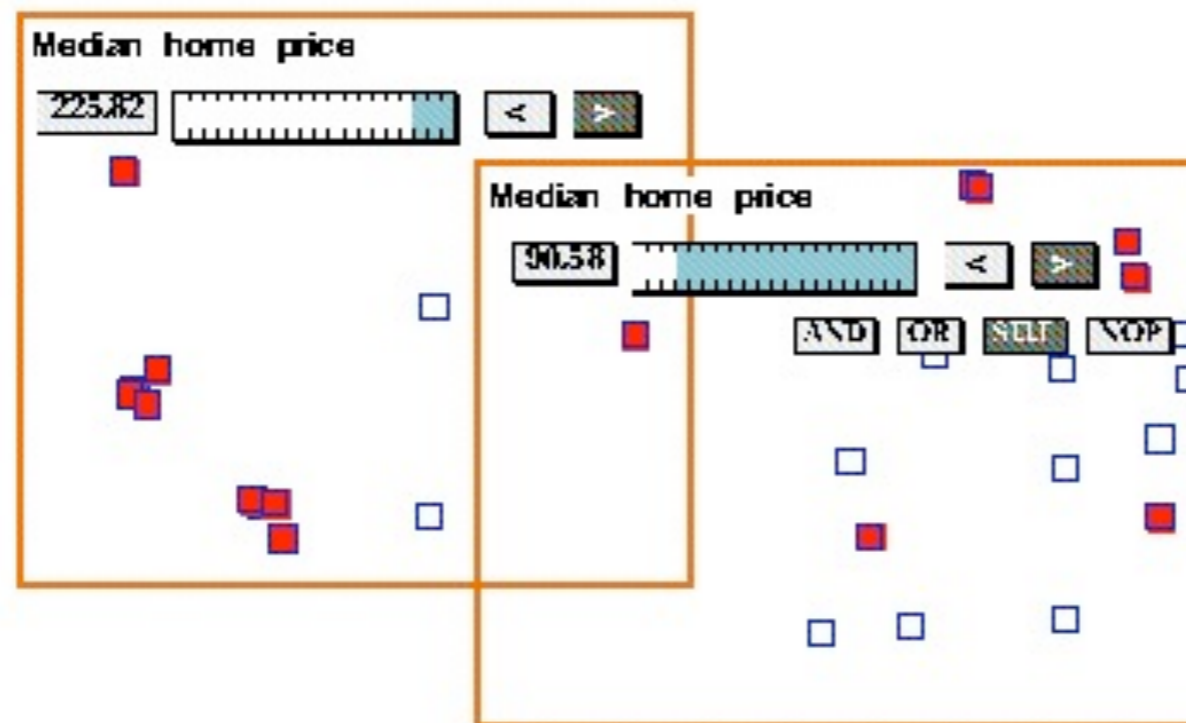 Median home price
225.82 < >
Median home price
90.58 < >
AND OR NOP